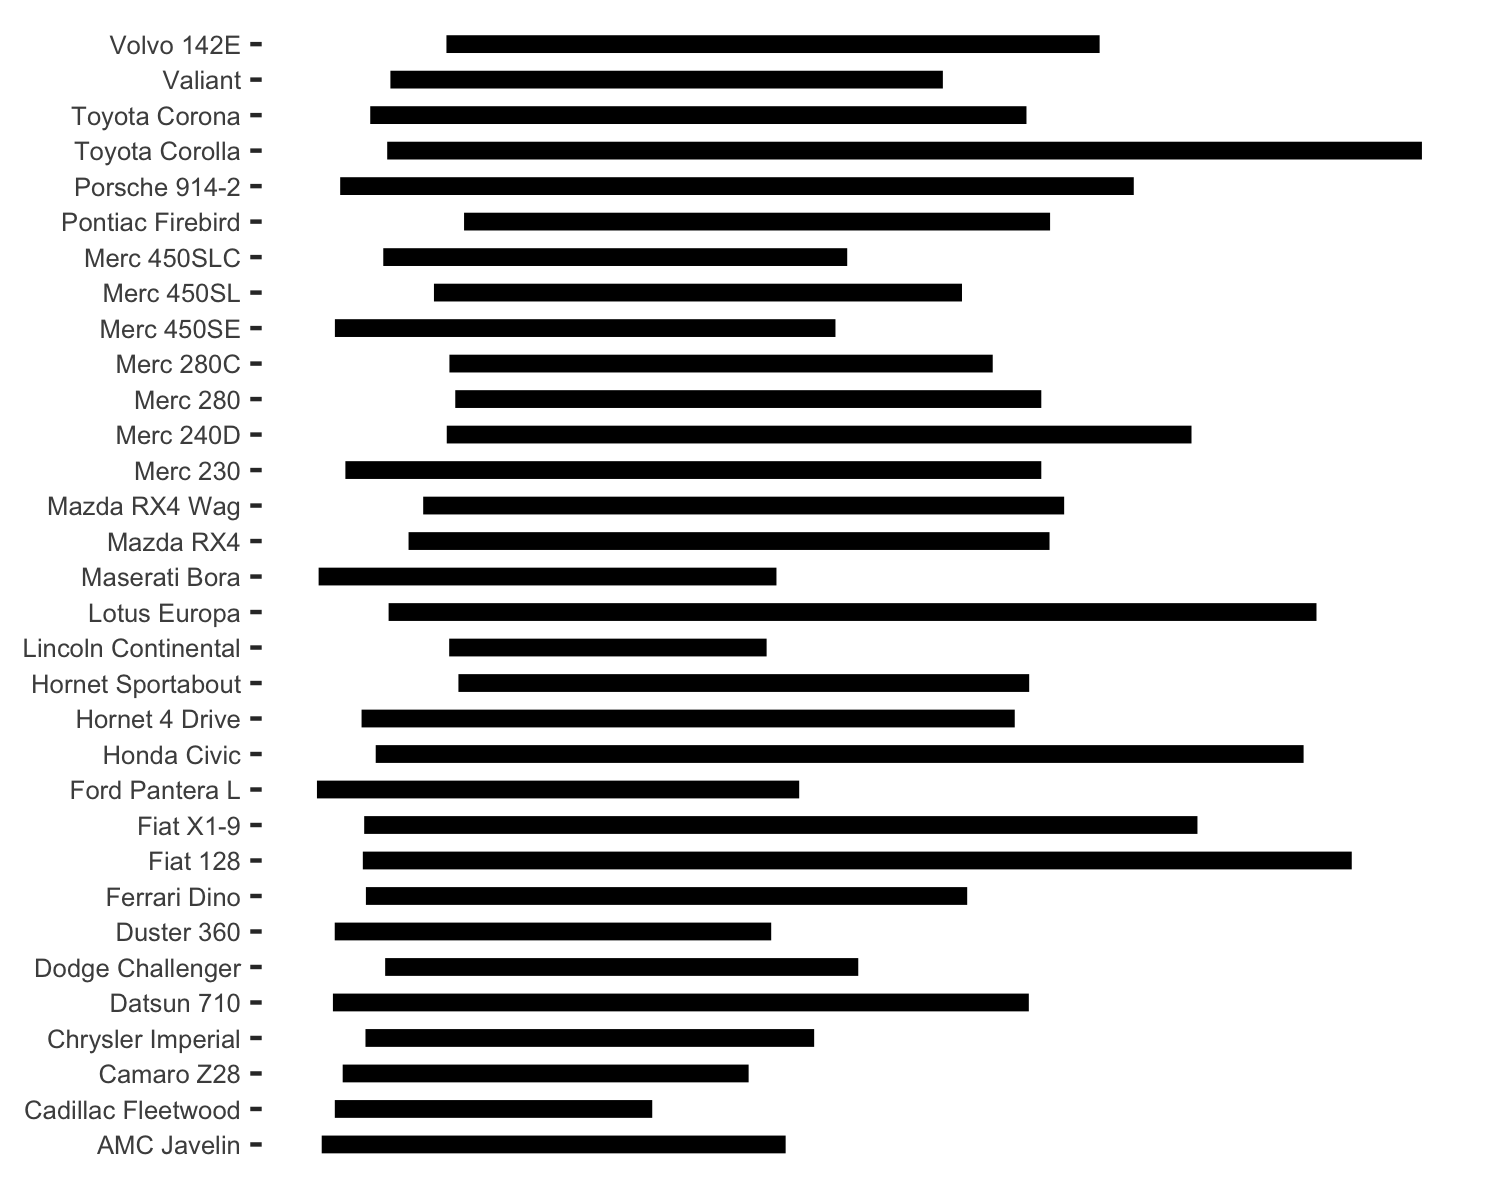 Volvo 142E
Valiant
Toyota Corona
Toyota Corolla
Porsche 914-2
Pontiac Firebird
Merc 450SLC
Merc 450SL
Merc 450SE
Merc 280C
Merc 280
Merc 240D
Merc 230
Mazda RX4 Wag
Mazda RX4
Maserati Bora
Lotus Europa
Lincoln Continental
Hornet Sportabout
Hornet 4 Drive
Honda Civic
Ford Pantera L
Fiat X1-9
Fiat 128
Ferrari Dino
Duster 360
Dodge Challenger
Datsun 710
Chrysler Imperial
Camaro Z28
Cadillac Fleetwood
AMC Javelin